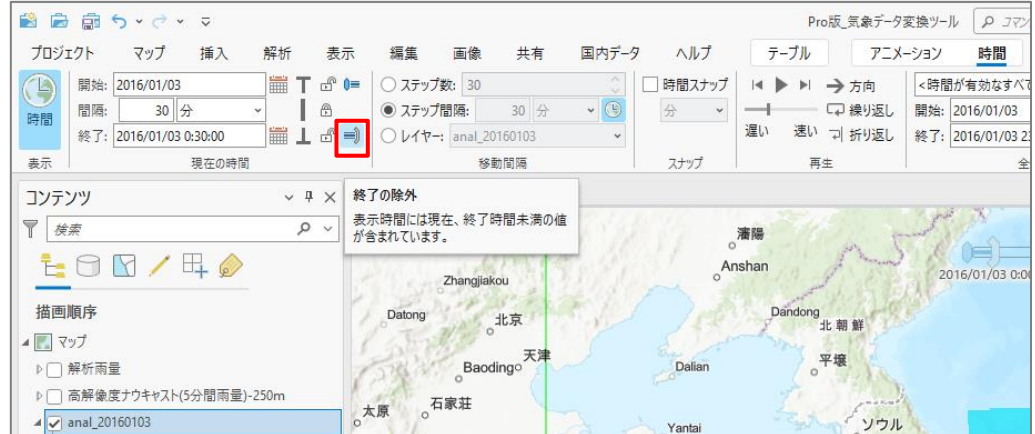 Pro版_気象データ変換ツール
プロジェクト マップ 挿入 解析 表示 編集 画像 共有 国内データ ヘルプ テーブル アニメーション 時間
時間
表示
開始: 2016/01/03
間隔: 30 分
終了: 2016/01/03 0:30:00
現在の時間
ステップ数: 30
ステップ間隔: 30 分
レイヤー: anal_20160103
移動間隔
時間スナップ
分
スナップ
方向
繰り返し
遅い 速い 折り返し
再生
<時間が有効なすべて
開始: 2016/01/03
終了: 2016/01/03 23
全
コンテンツ
検索
描画順序
マップ
解析雨量
高解像度ナウキャスト(5分間雨量)-250m
anal_20160103
終了の除外
表示時間には現在、終了時間未満の値
が含まれています。
瀋陽
Anshan
2016/01/03 0:00
Zhangjiakou
Datong
北京
Dandong
北朝鮮
天津
Baoding
Dalian
平壌
石家荘
太原
Yantai
ソウル